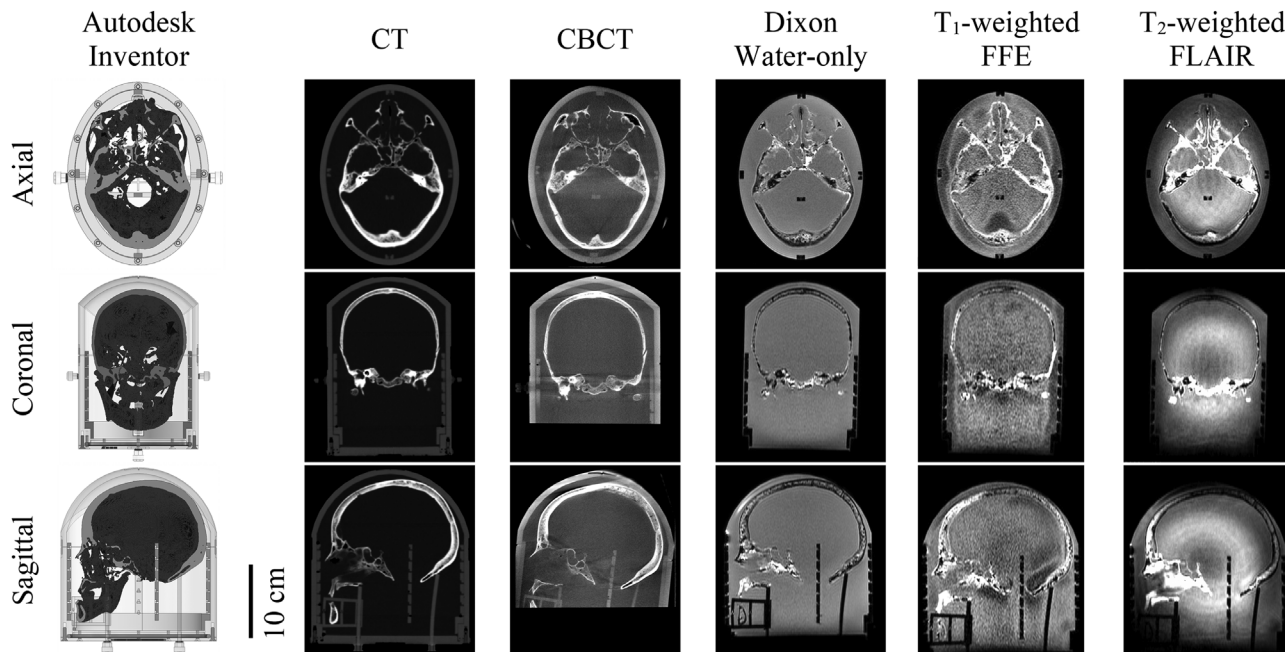 Autodesk
Inventor
CT
CBCT
Dixon
Water-only
T₁-weighted
FFE
T₂-weighted
FLAIR
Axial
Coronal
Sagittal
10 cm